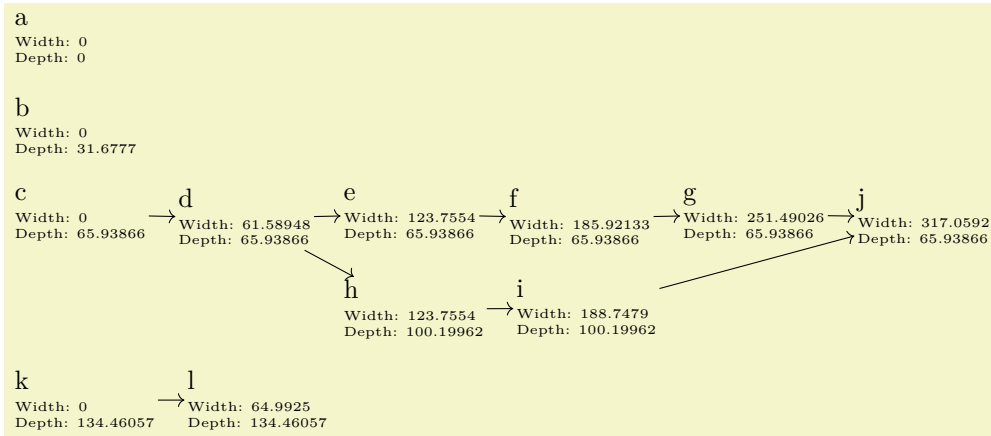 a
Width: 0
Depth: 0
b
Width: 0
Depth: 31.6777
c
Width: 0
Depth: 65.93866
d
Width: 61.58948
Depth: 65.93866
e
Width: 123.7554
Depth: 65.93866
f
Width: 185.92133
Depth: 65.93866
g
Width: 251.49026
Depth: 65.93866
j
Width: 317.0592
Depth: 65.93866
h
Width: 123.7554
Depth: 100.19962
i
Width: 188.7479
Depth: 100.19962
k
Width: 0
Depth: 134.46057
l
Width: 64.9925
Depth: 134.46057